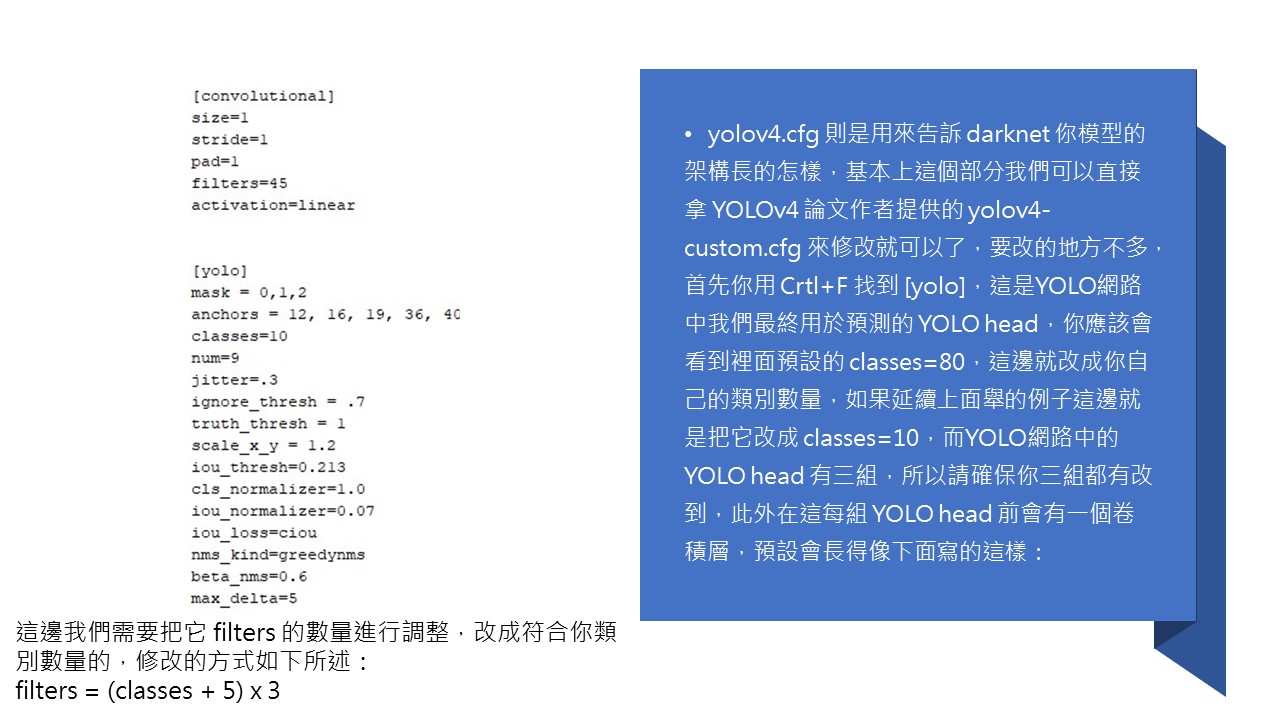 [convolutional]
size=1
stride=1
pad=1
filters=45
activation=linear
[yolo]
mask = 0,1,2
anchors = 12, 16, 19, 36, 40
classes=10
num=9
jitter=.3
ignore_thresh = .7
truth_thresh = 1
scale_x_y = 1.2
iou_thresh=0.213
cls_normalizer=1.0
iou_normalizer=0.07
iou_loss=ciou
nms_kind=greedynms
beta_nms=0.6
max_delta=5
這邊我們需要把它 filters 的數量進行調整，改成符合你類
別數量的，修改的方式如下所述：
filters = (classes + 5) x 3
• yolov4.cfg 則是用來告訴 darknet 你模型的
架構長的怎樣，基本上這個部分我們可以直接
拿 YOLOv4 論文作者提供的 yolov4-
custom.cfg 來修改就可以了，要改的地方不多，
首先你用 Crtl+F 找到 [yolo]，這是YOLO網路
中我們最終用於預測的 YOLO head，你應該會
看到裡面預設的 classes=80，這邊就改成你自
己的類別數量，如果延續上面舉的例子這邊就
是把它改成 classes=10，而YOLO網路中的
YOLO head 有三組，所以請確保你三組都有改
到，此外在這每組 YOLO head 前會有一個卷
積層，預設會長得像下面寫的這樣：